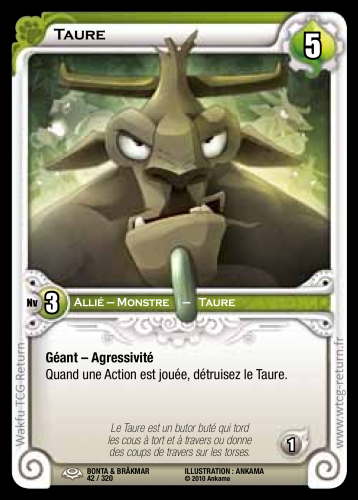 Taure
5
Nv 3 Allié – Monstre – Taure
Géant – Agressivité
Quand une Action est jouée, détruisez le Taure.
Le Taure est un butor buté qui tord
les cous à tort et à travers ou donne
des coups de travers sur les torses.
1
BONTA & BRÂKMAR
42 / 320
ILLUSTRATION : ANKAMA
© 2010 Ankama
Wakfu TCG Return
www.wtcg-return.fr